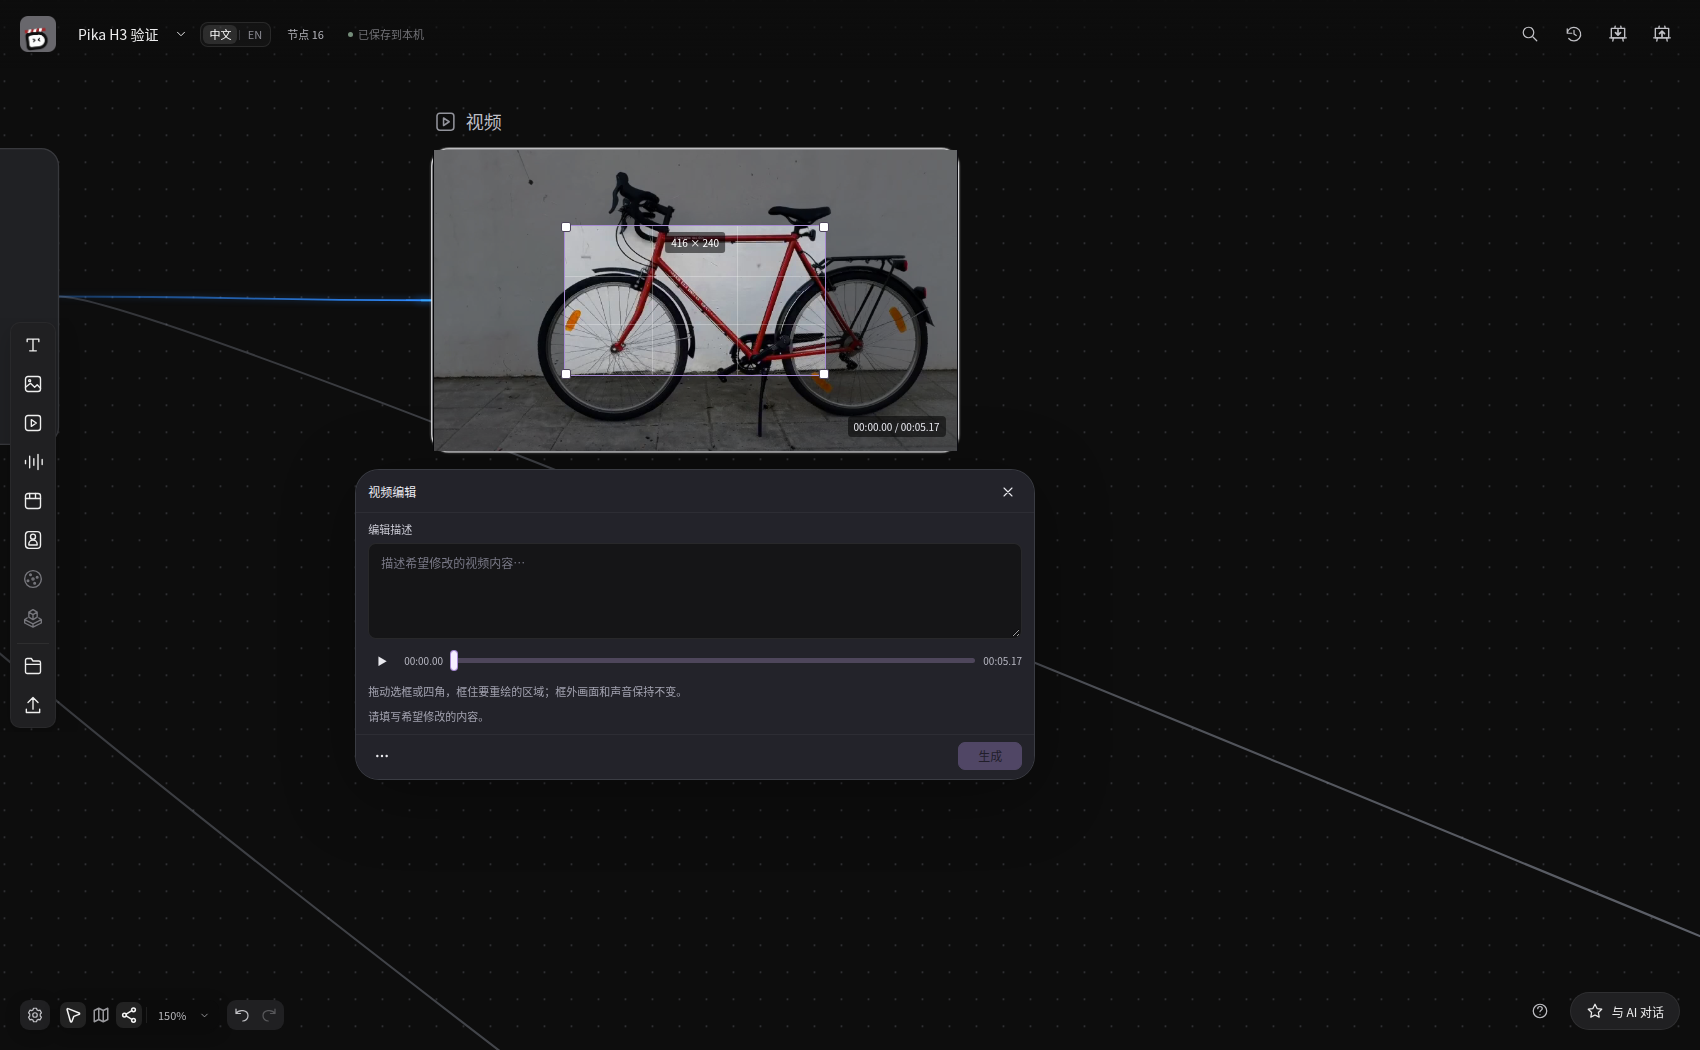 Pika H3 验证
中文 | EN
节点 16
已保存到本机
视频
416 × 240
00:00.00 / 00:05.17
视频编辑
编辑描述
描述希望修改的视频内容…
00:00.00
00:05.17
拖动选框或四角，框住要重绘的区域；框外画面和声音保持不变。
请填写希望修改的内容。
生成
150%
与 AI 对话